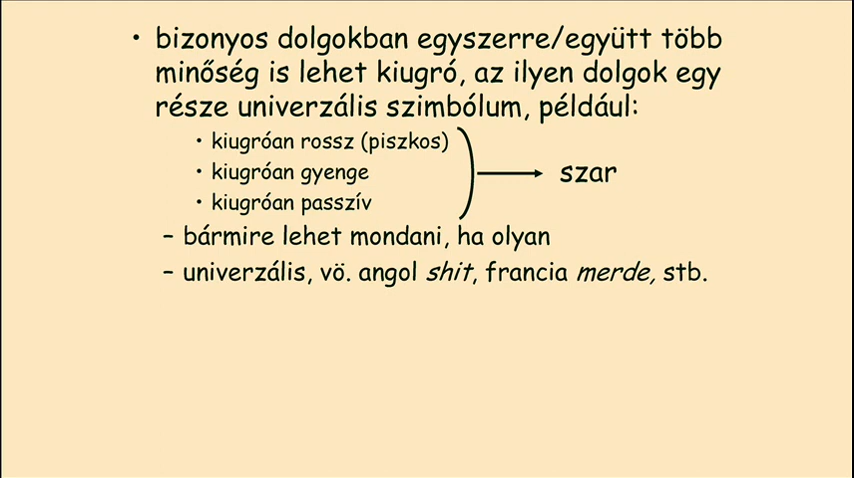 • bizonyos dolgokban egyszerre/együtt több
minőség is lehet kiugró, az ilyen dolgok egy
része univerzális szimbólum, például:
• kiugróan rossz (piszkos)
• kiugróan gyenge
szar
• kiugróan passzív
– bármire lehet mondani, ha olyan
– univerzális, vö. angol shit, francia merde, stb.